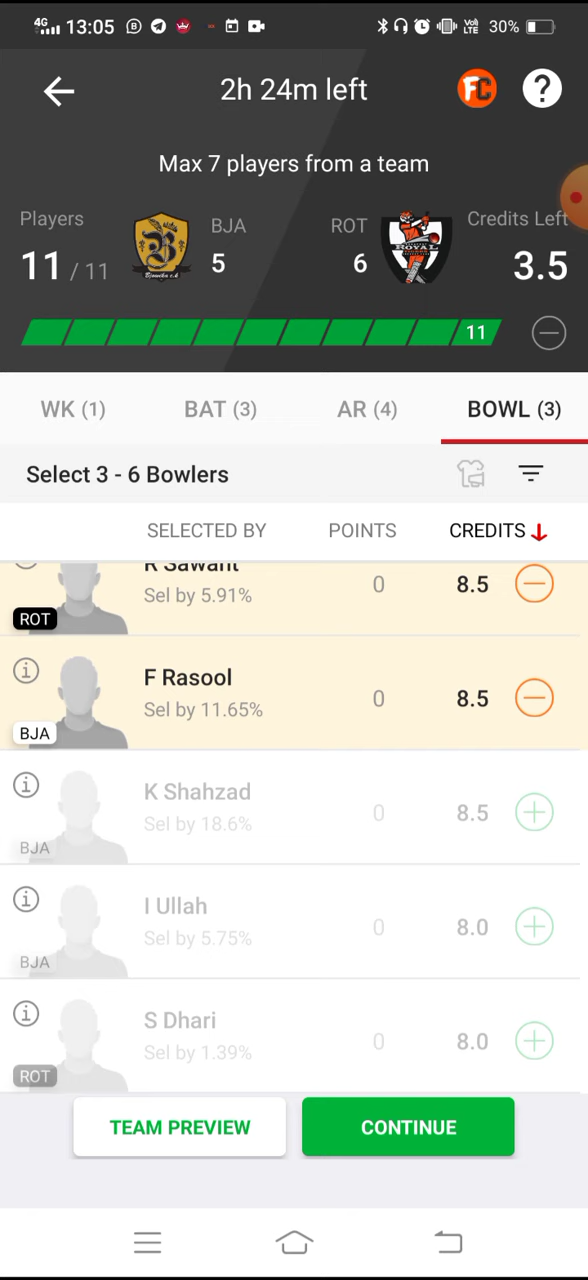 4G 13:05 VoI LTE 30%
2h 24m left FC ?
Max 7 players from a team
Players BJA ROT Credits Left
11 / 11 5 6 3.5
11
WK (1) BAT (3) AR (4) BOWL (3)
Select 3 - 6 Bowlers
SELECTED BY POINTS CREDITS
R Sawant
Sel by 5.91% 0 8.5
ROT
F Rasool
Sel by 11.65% 0 8.5
BJA
K Shahzad
Sel by 18.6% 0 8.5
BJA
I Ullah
Sel by 5.75% 0 8.0
BJA
S Dhari
Sel by 1.39% 0 8.0
ROT
TEAM PREVIEW CONTINUE